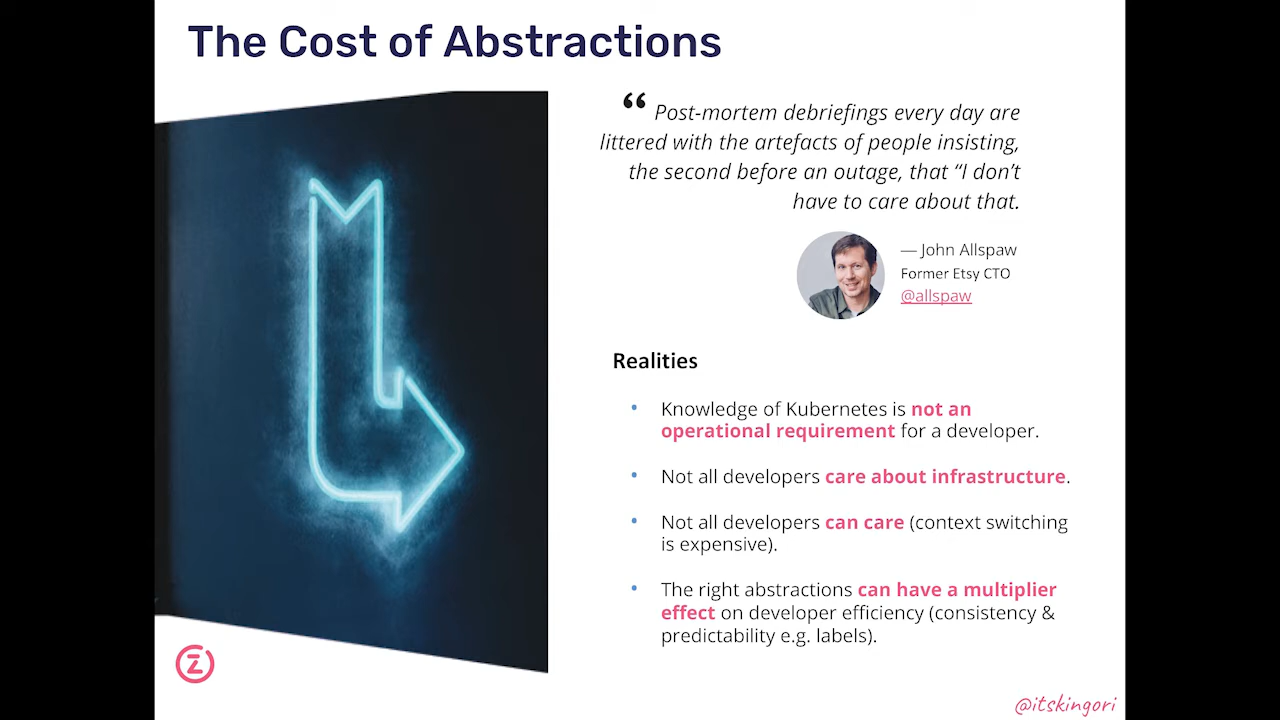 The Cost of Abstractions
“ Post-mortem debriefings every day are
littered with the artefacts of people insisting,
the second before an outage, that “I don’t
have to care about that.
— John Allspaw
Former Etsy CTO
@allspaw
Realities
• Knowledge of Kubernetes is not an
operational requirement for a developer.
• Not all developers care about infrastructure.
• Not all developers can care (context switching
is expensive).
• The right abstractions can have a multiplier
effect on developer efficiency (consistency &
predictability e.g. labels).
@itskingori